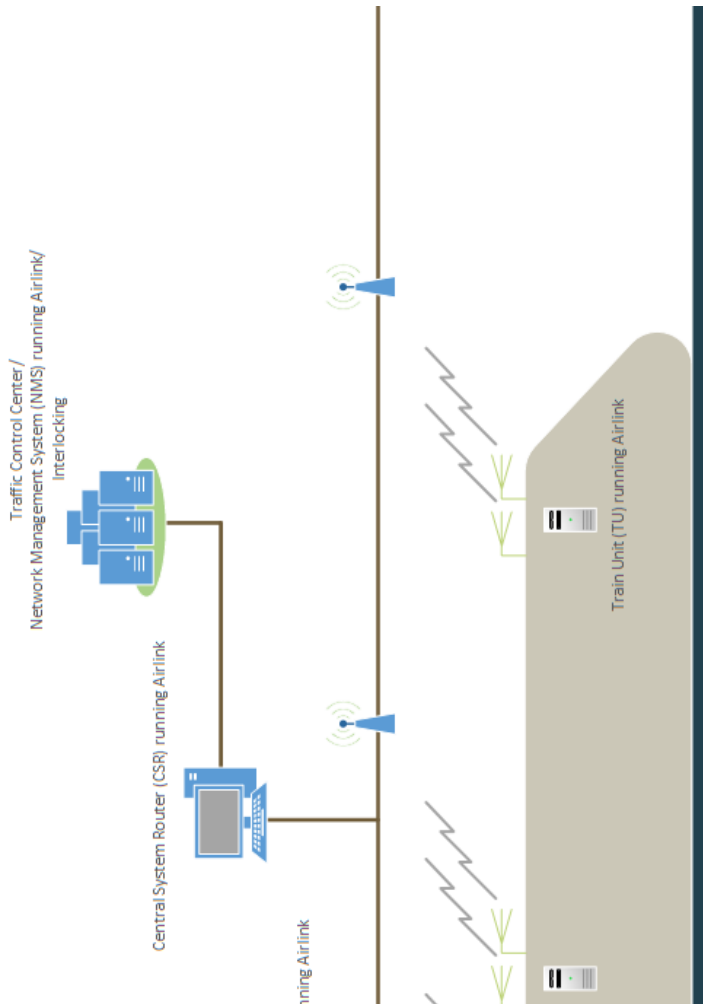 Traffic Control Center/
Network Management System (NMS) running Airlink/
Interlocking
Central System Router (CSR) running Airlink
Airlink
Train Unit (TU) running Airlink